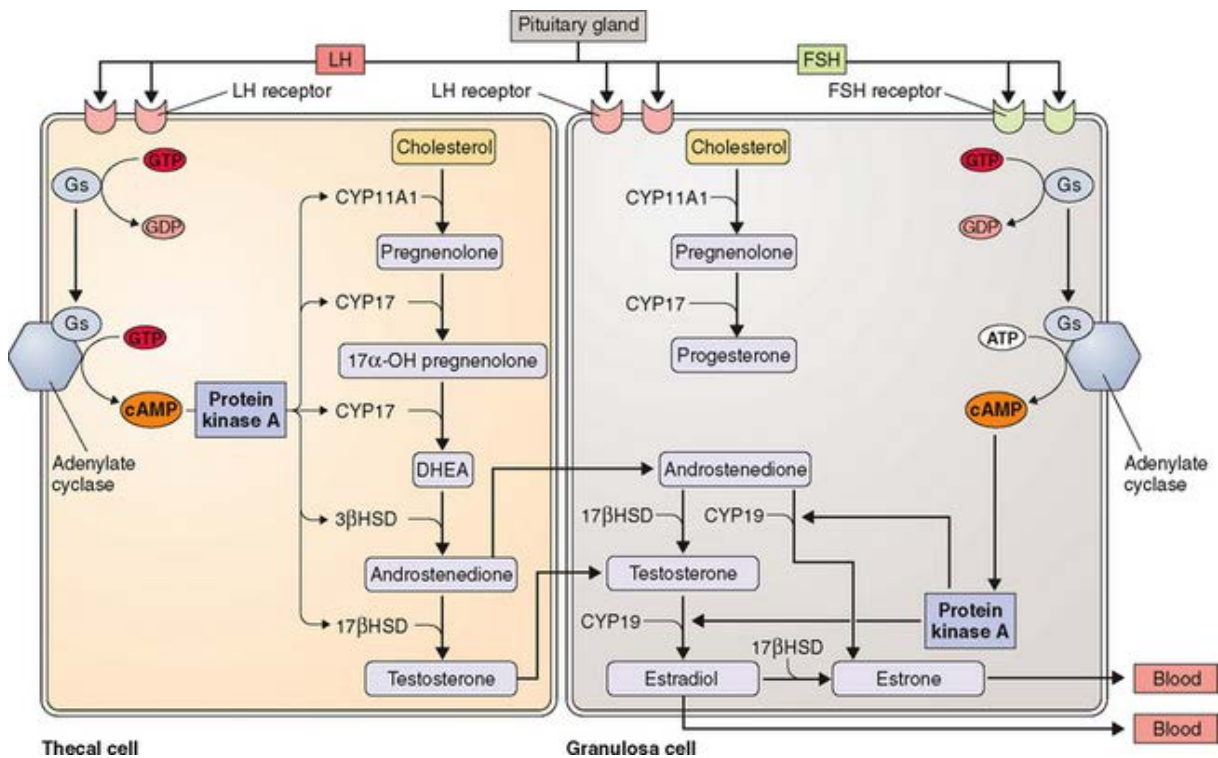 Pituitary gland
LH
FSH
LH receptor
LH receptor
FSH receptor
Cholesterol
Cholesterol
GTP
GTP
Gs
Gs
CYP11A1
CYP11A1
GDP
GDP
Pregnenolone
Pregnenolone
CYP17
CYP17
Gs
GTP
Gs
ATP
17α-OH pregnenolone
Progesterone
cAMP
Protein
kinase A
CYP17
cAMP
Adenylate
cyclase
DHEA
Androstenedione
Adenylate
cyclase
3βHSD
17βHSD
CYP19
Androstenedione
Testosterone
17βHSD
CYP19
Protein
kinase A
17βHSD
Testosterone
Estradiol
Estrone
Blood
Blood
Thecal cell
Granulosa cell